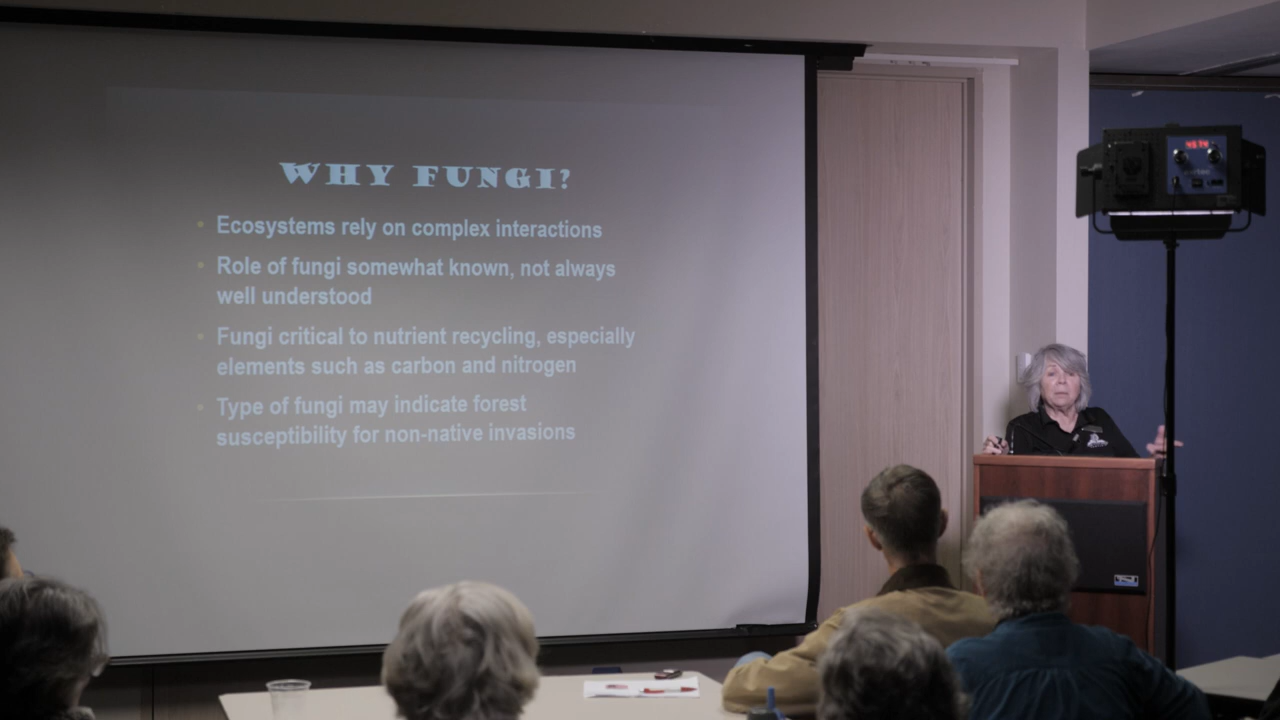 WHY FUNGI?
Ecosystems rely on complex interactions
Role of fungi somewhat known, not always
well understood
Fungi critical to nutrient recycling, especially
elements such as carbon and nitrogen
Type of fungi may indicate forest
susceptibility for non-native invasions